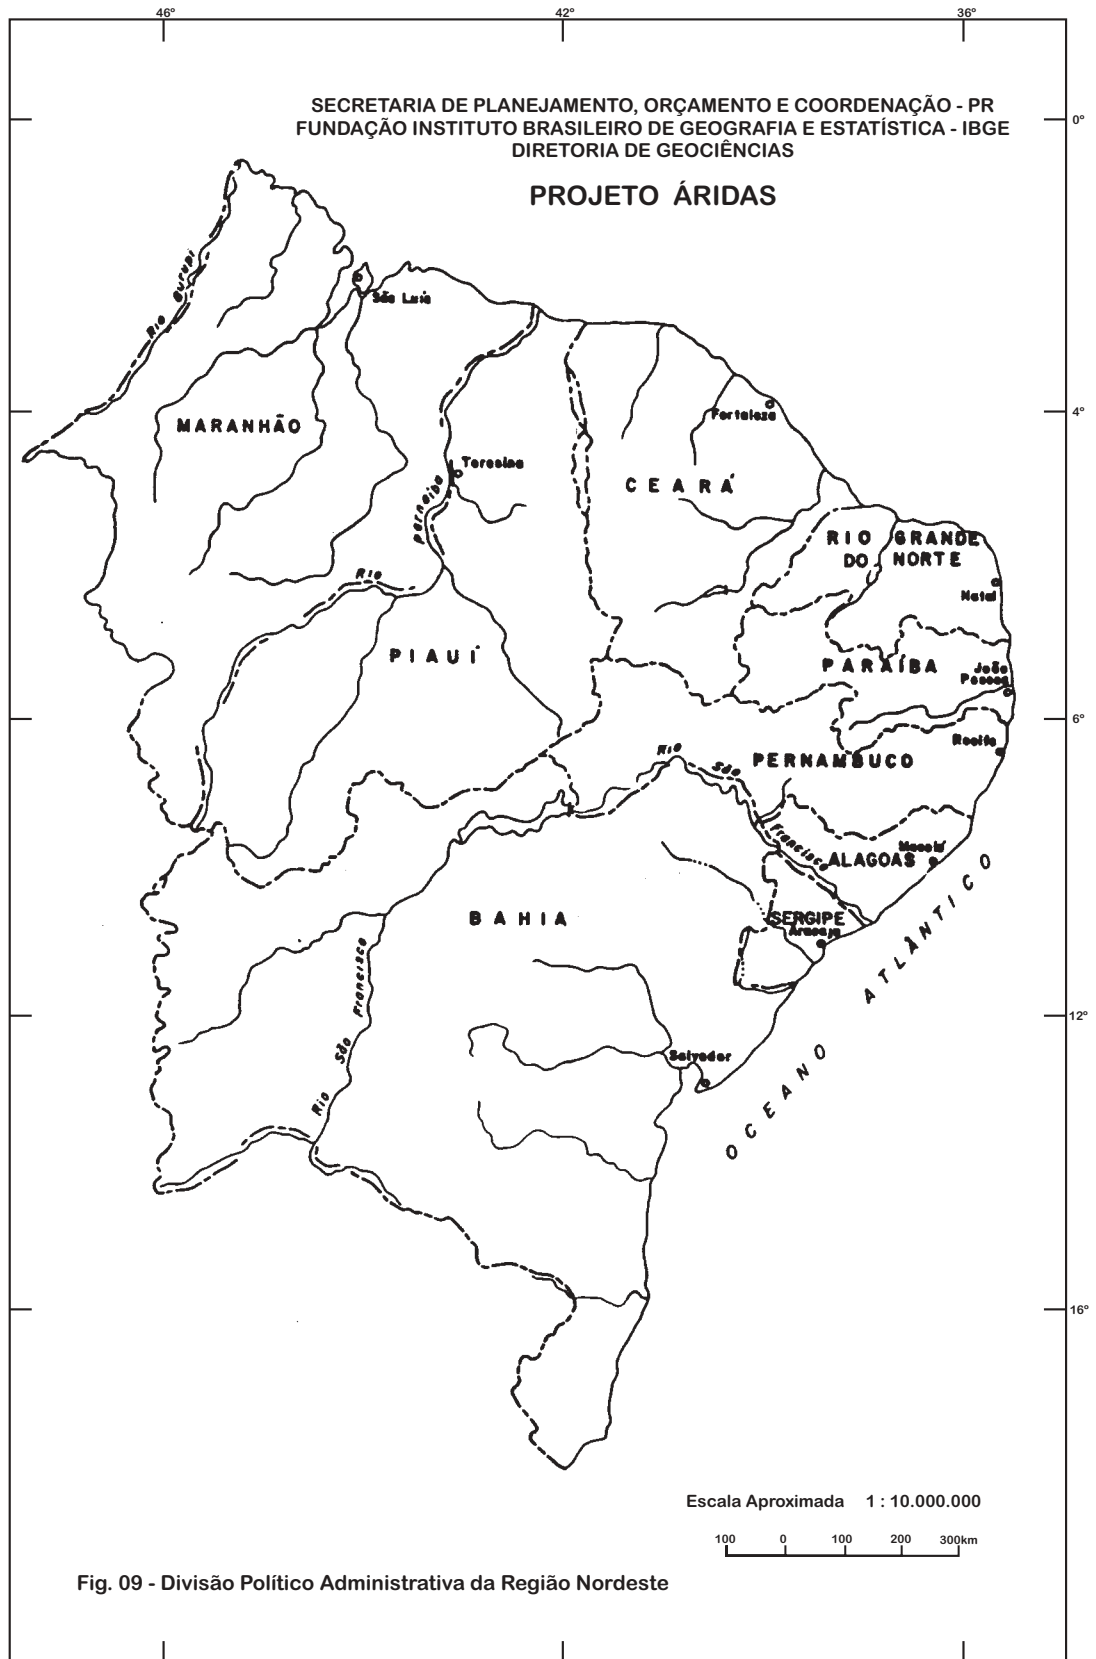 46°
42°
36°
SECRETARIA DE PLANEJAMENTO, ORÇAMENTO E COORDENAÇÃO - PR
FUNDAÇÃO INSTITUTO BRASILEIRO DE GEOGRAFIA E ESTATÍSTICA - IBGE
DIRETORIA DE GEOCIÊNCIAS
PROJETO ÁRIDAS
0°
Rio Gurupi
São Luis
4°
Fortaleza
MARANHÃO
Teresina
CEARÁ
Parnaiba
Rio
RIO GRANDE
DO NORTE
Natal
PIAUÍ
PARAÍBA
João
Pessoa
6°
Recife
Rio São Francisco
PERNAMBUCO
Maceió
ALAGOAS
BAHIA
SERGIPE
Aracaju
OCEANO ATLÂNTICO
Rio São Francisco
12°
Salvador
16°
Escala Aproximada 1 : 10.000.000
100 0 100 200 300km
Fig. 09 - Divisão Político Administrativa da Região Nordeste